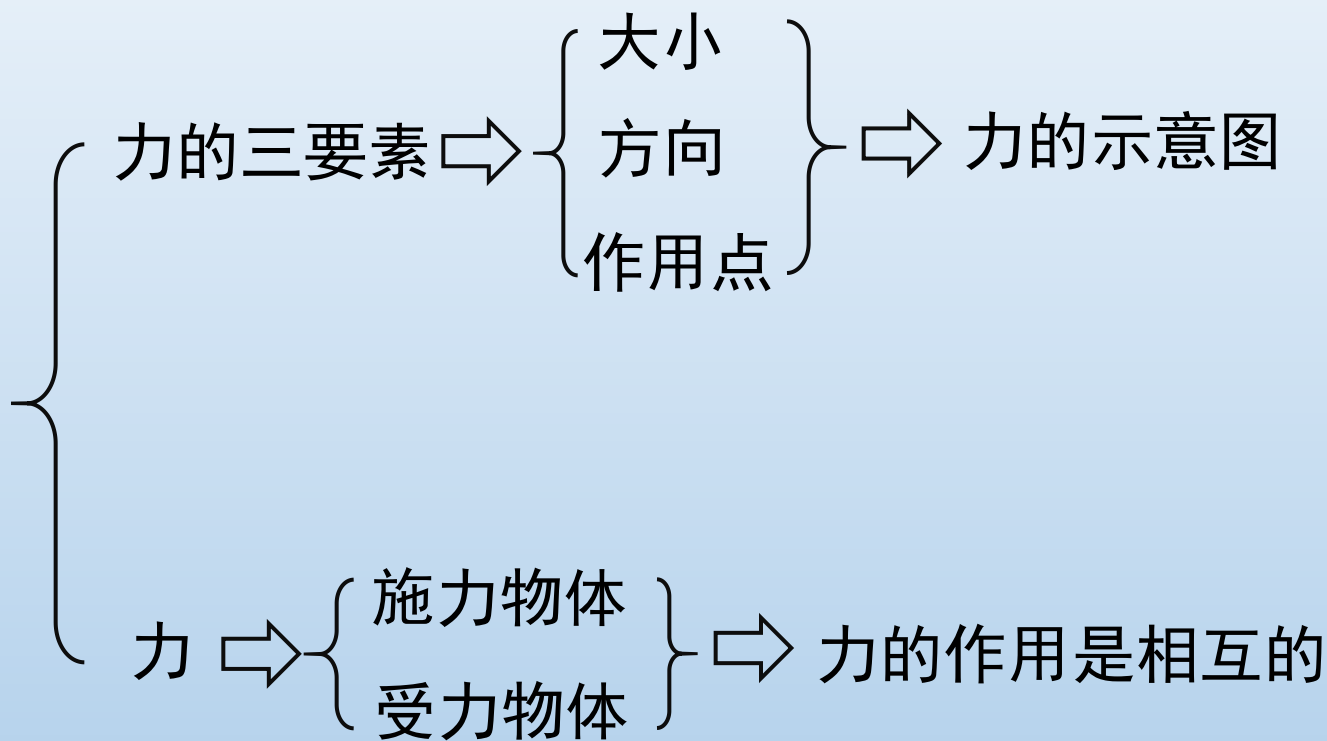 力的三要素
大小
方向
作用点
力的示意图
力
施力物体
受力物体
力的作用是相互的